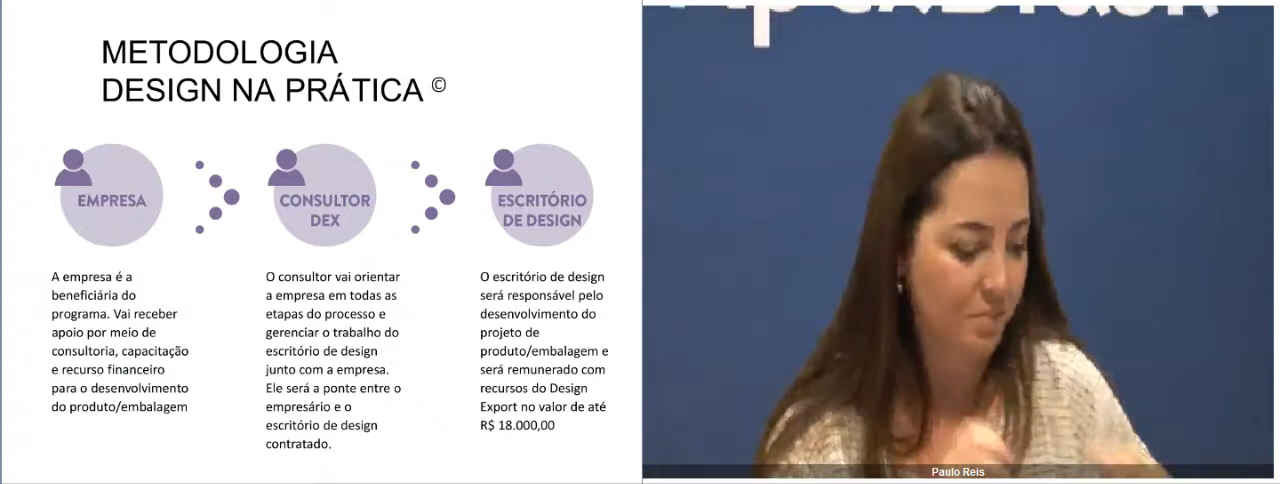 METODOLOGIA
DESIGN NA PRÁTICA ©
EMPRESA
A empresa é a
beneficiária do
programa. Vai receber
apoio por meio de
consultoria, capacitação
e recurso financeiro
para o desenvolvimento
do produto/embalagem
CONSULTOR
DEX
O consultor vai orientar
a empresa em todas as
etapas do processo e
gerenciar o trabalho do
escritório de design
junto com a empresa.
Ele será a ponte entre o
empresário e o
escritório de design
contratado.
ESCRITÓRIO
DE DESIGN
O escritório de design
será responsável pelo
desenvolvimento do
projeto de
produto/embalagem e
será remunerado com
recursos do Design
Export no valor de até
R$ 18.000,00
Paulo Reis